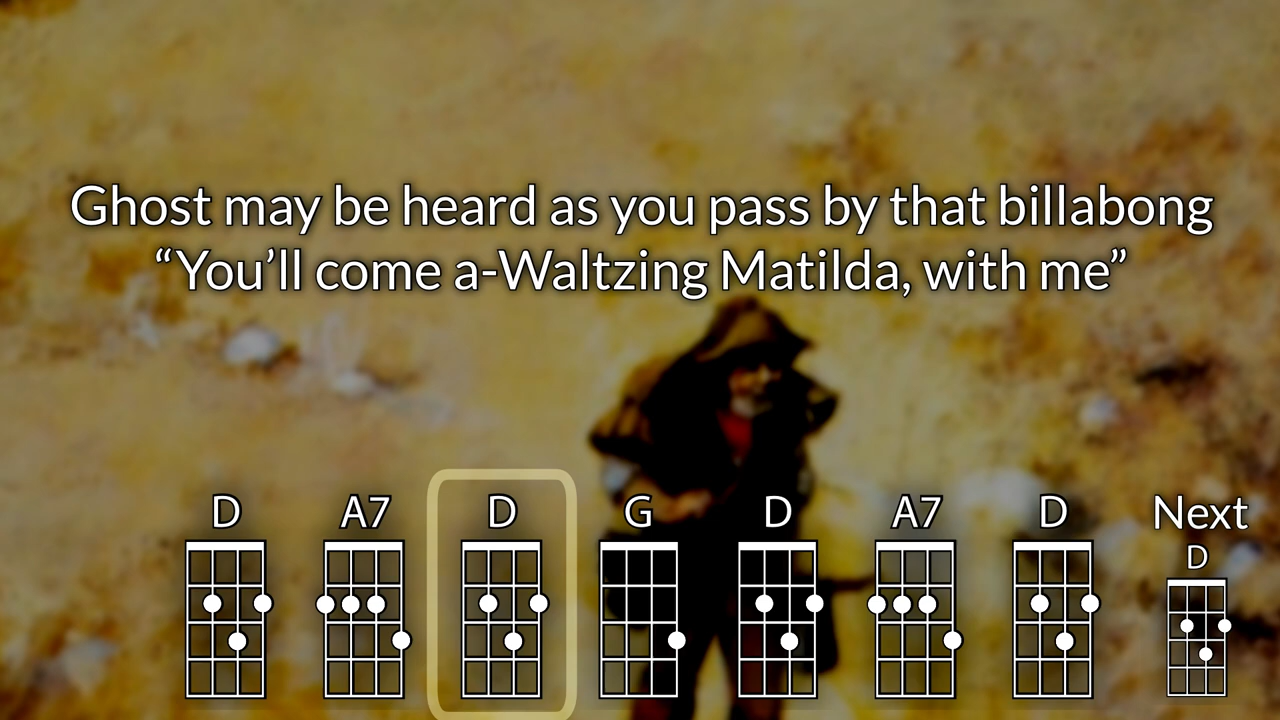 Ghost may be heard as you pass by that billabong
“You’ll come a-Waltzing Matilda, with me”
D A7 D G D A7 D Next
D